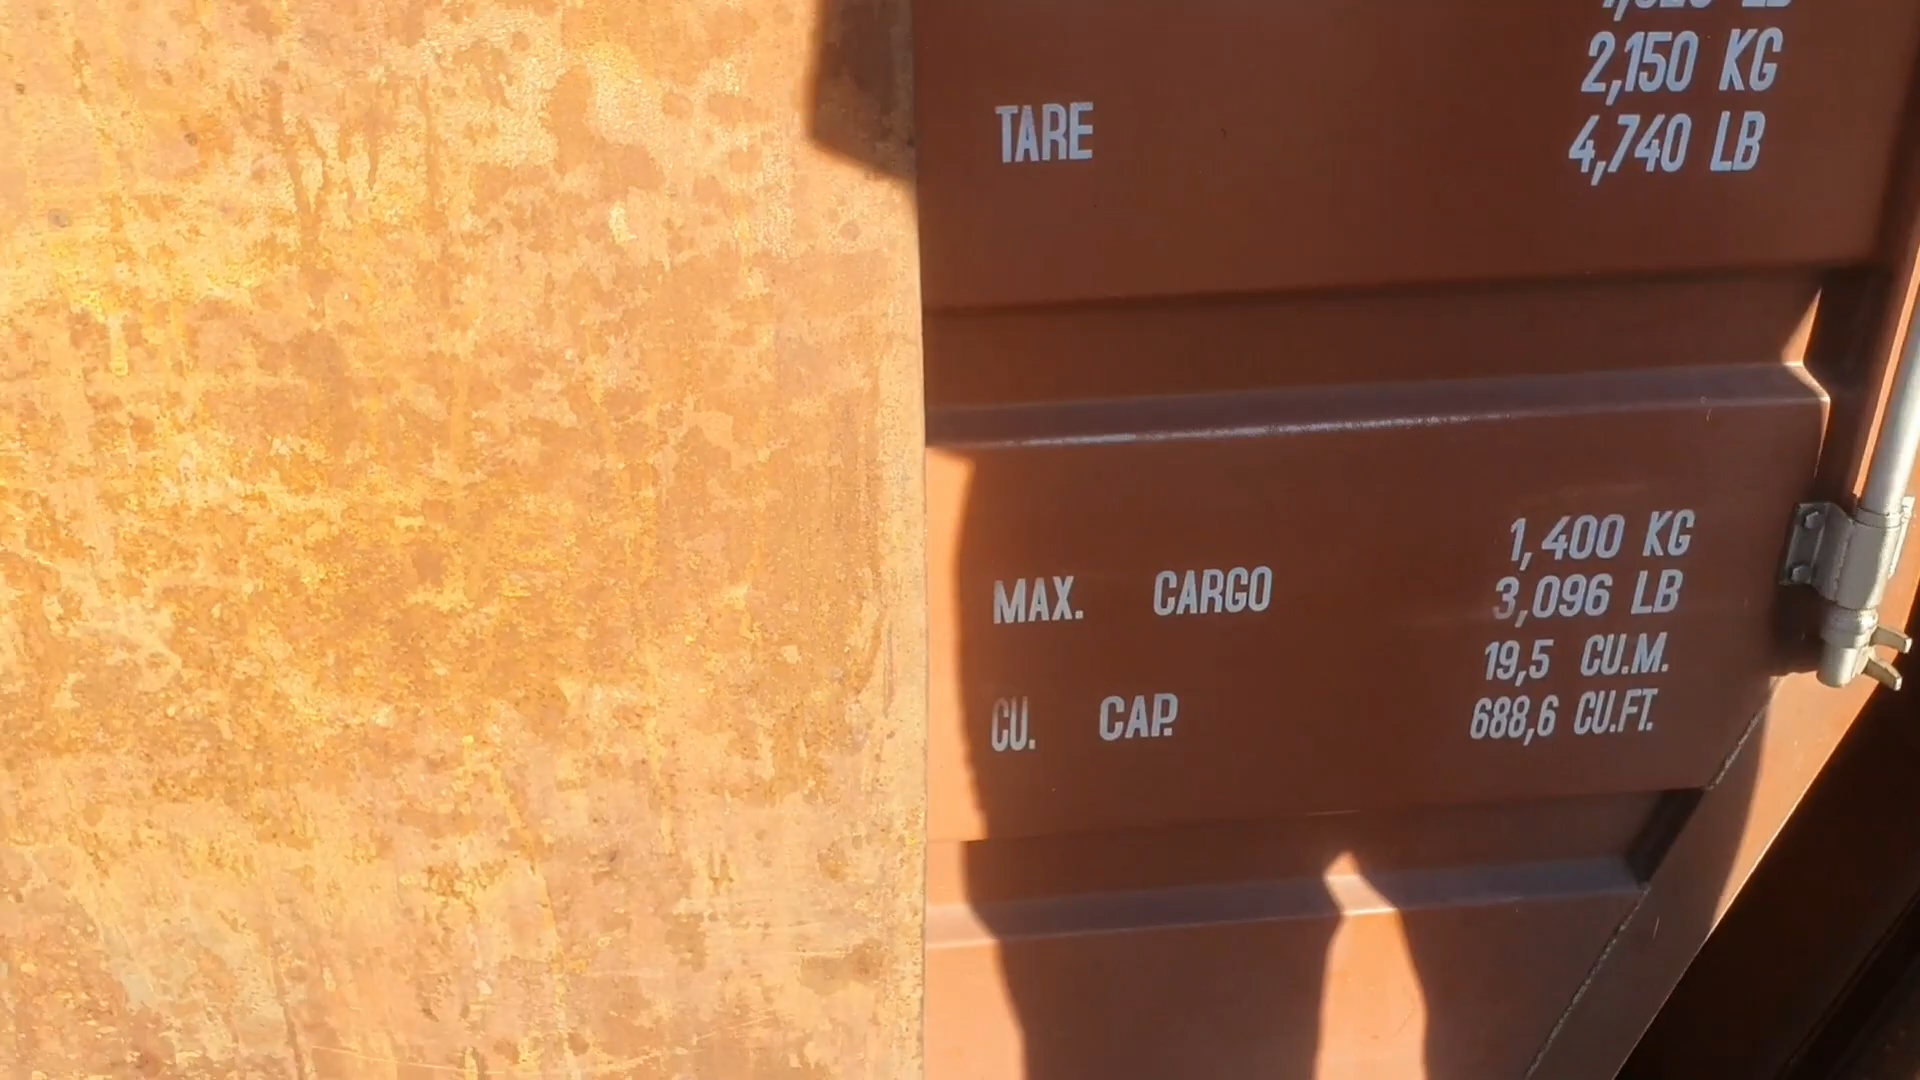 2,150 KG
TARE
4,740 LB
1,400 KG
MAX. CARGO 3,096 LB
19,5 CU.M.
CU. CAP. 688,6 CU.FT.